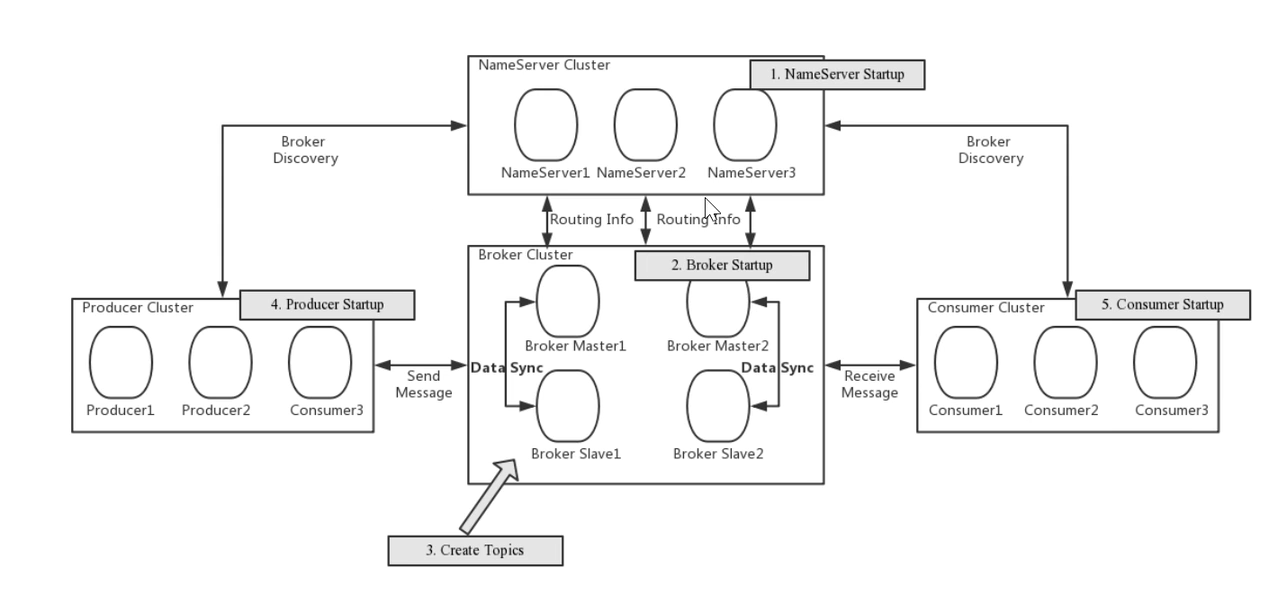 NameServer Cluster
1. NameServer Startup
NameServer1 NameServer2 NameServer3
Broker
Discovery
Broker
Discovery
Routing Info Routing Info
Broker Cluster
2. Broker Startup
Broker Master1 Broker Master2
Data Sync Data Sync
Broker Slave1 Broker Slave2
Producer Cluster
4. Producer Startup
Producer1 Producer2 Consumer3
Send
Message
Receive
Message
Consumer Cluster
5. Consumer Startup
Consumer1 Consumer2 Consumer3
3. Create Topics